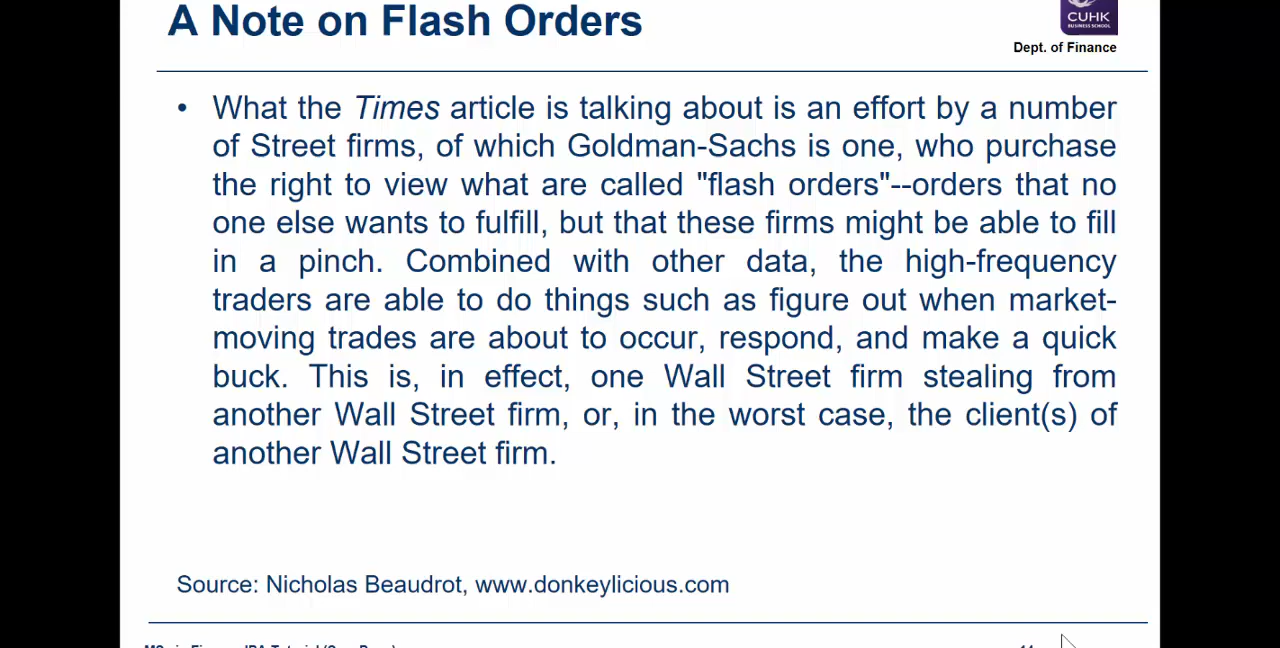 A Note on Flash Orders
CUHK
BUSINESS SCHOOL
Dept. of Finance
• What the Times article is talking about is an effort by a number
of Street firms, of which Goldman-Sachs is one, who purchase
the right to view what are called "flash orders"--orders that no
one else wants to fulfill, but that these firms might be able to fill
in a pinch. Combined with other data, the high-frequency
traders are able to do things such as figure out when market-
moving trades are about to occur, respond, and make a quick
buck. This is, in effect, one Wall Street firm stealing from
another Wall Street firm, or, in the worst case, the client(s) of
another Wall Street firm.
Source: Nicholas Beaudrot, www.donkeylicious.com